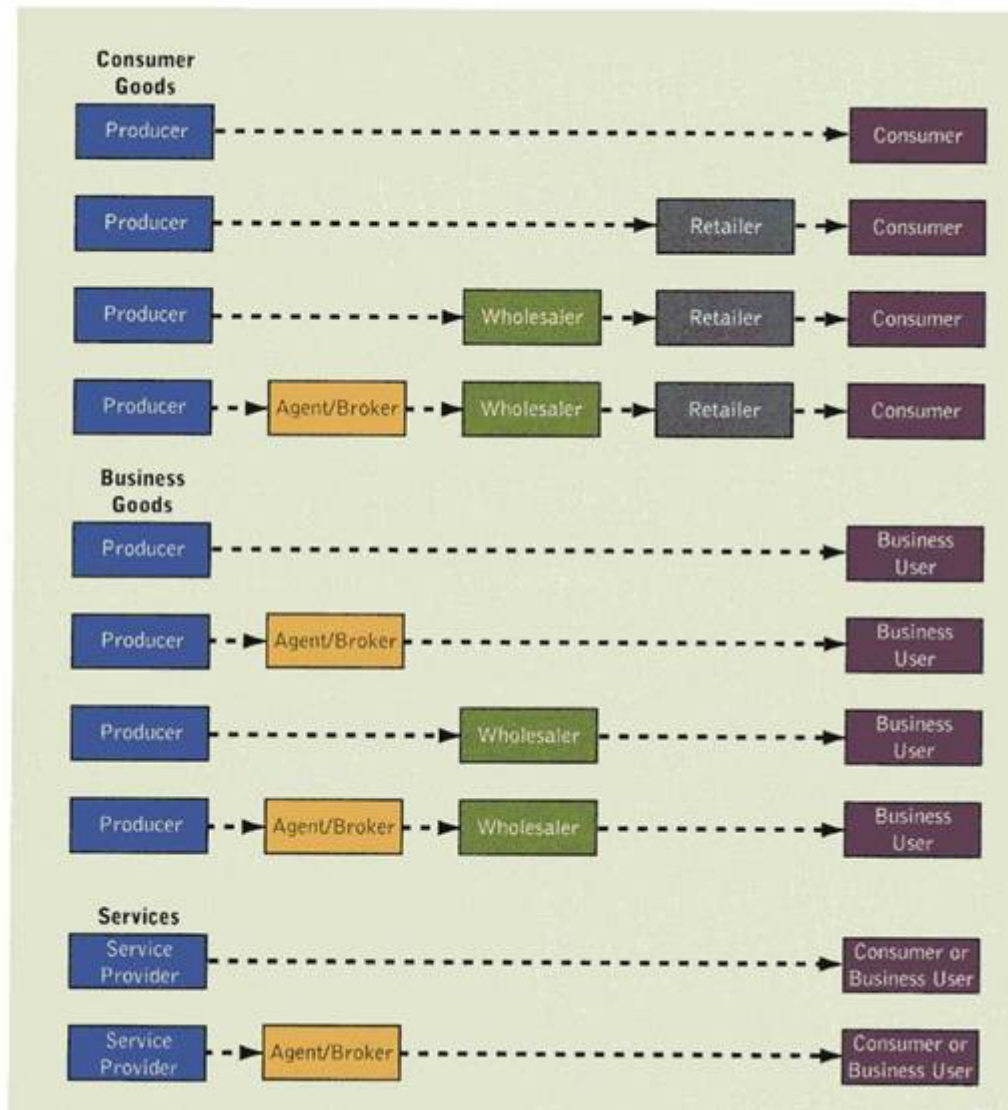 Consumer
Goods
Producer
Consumer
Producer
Retailer
Consumer
Producer
Wholesaler
Retailer
Consumer
Producer
Agent/Broker
Wholesaler
Retailer
Consumer
Business
Goods
Producer
Business
User
Producer
Agent/Broker
Business
User
Producer
Wholesaler
Business
User
Producer
Agent/Broker
Wholesaler
Business
User
Services
Service
Provider
Consumer or
Business User
Service
Provider
Agent/Broker
Consumer or
Business User